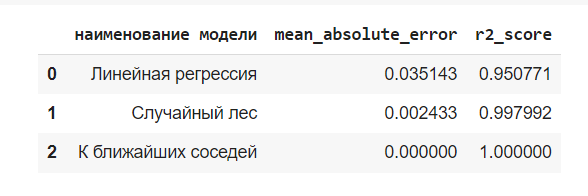 наименование модели mean_absolute_error r2_score
0 Линейная регрессия 0.035143 0.950771
1 Случайный лес 0.002433 0.997992
2 К ближайших соседей 0.000000 1.000000